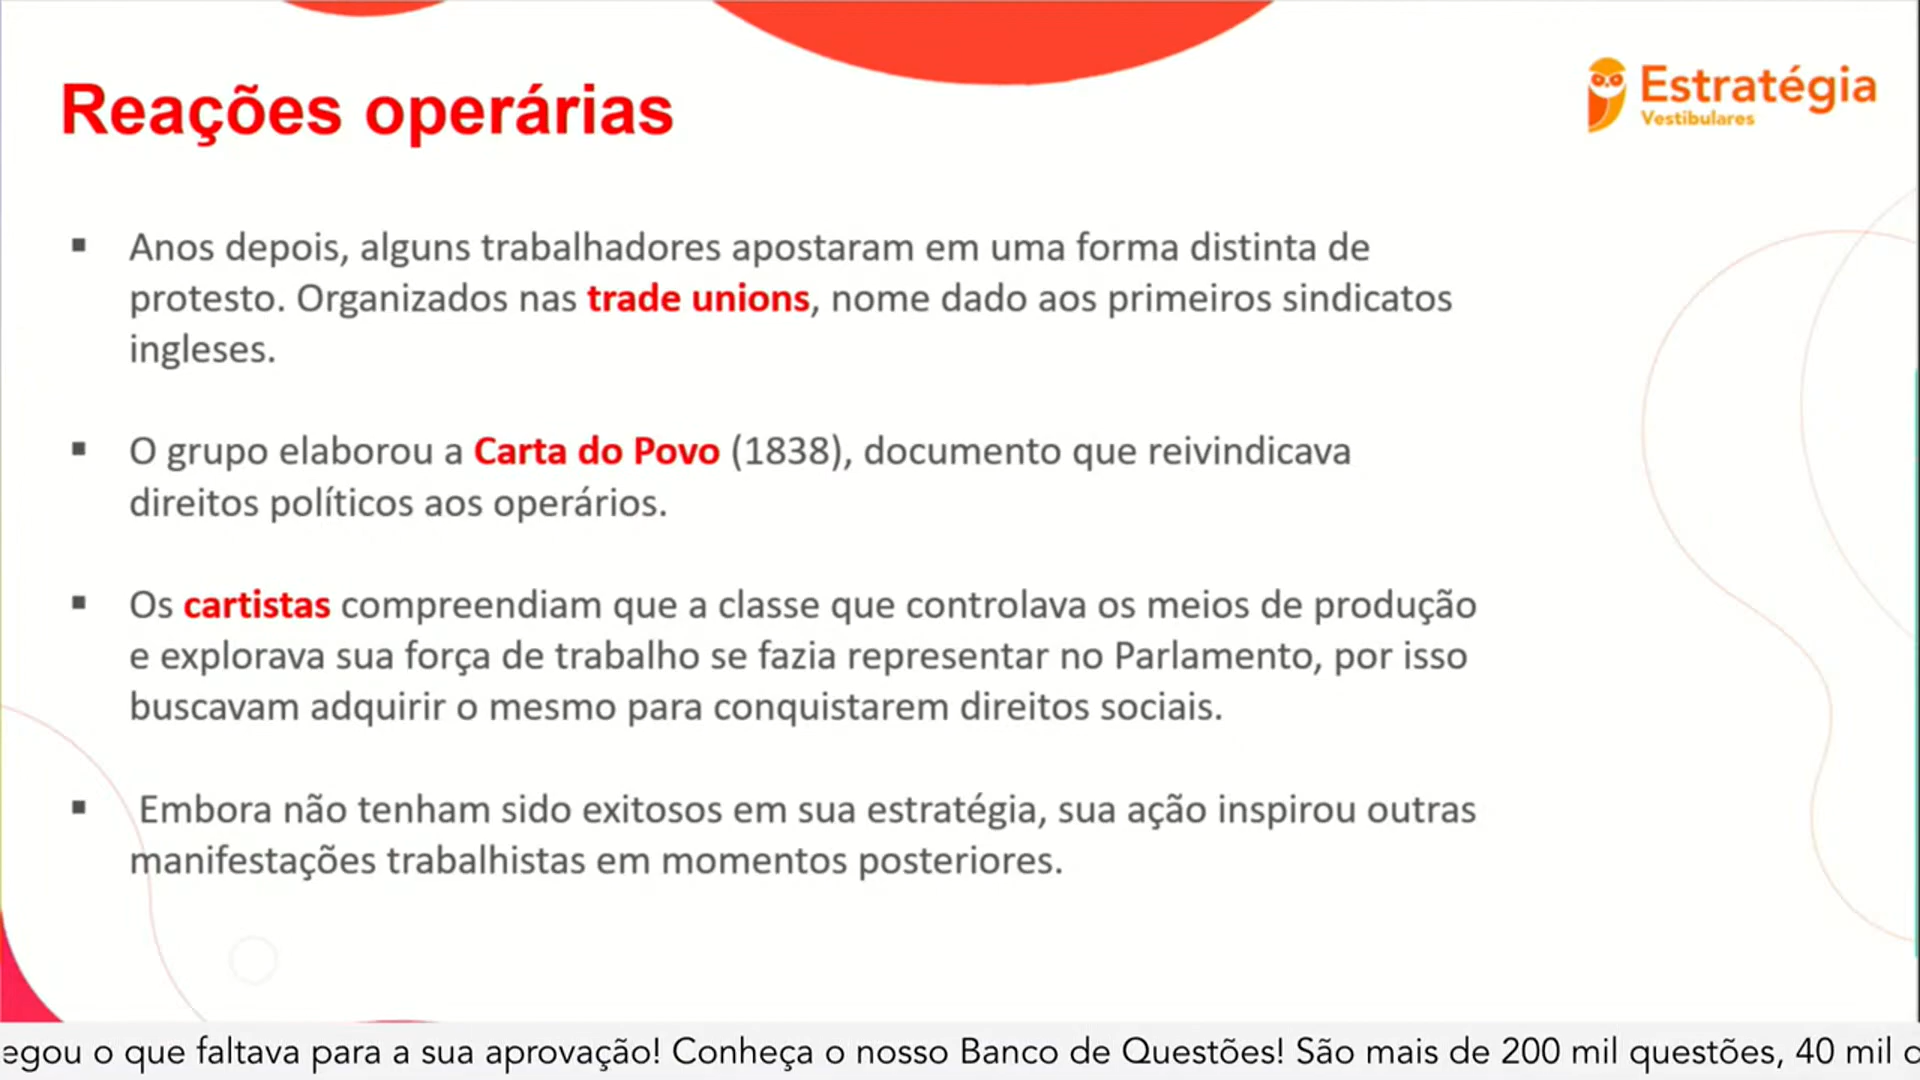 Reações operárias
Estratégia
Vestibulares
▪ Anos depois, alguns trabalhadores apostaram em uma forma distinta de
protesto. Organizados nas trade unions, nome dado aos primeiros sindicatos
ingleses.
▪ O grupo elaborou a Carta do Povo (1838), documento que reivindicava
direitos políticos aos operários.
▪ Os cartistas compreendiam que a classe que controlava os meios de produção
e explorava sua força de trabalho se fazia representar no Parlamento, por isso
buscavam adquirir o mesmo para conquistarem direitos sociais.
▪ Embora não tenham sido exitosos em sua estratégia, sua ação inspirou outras
manifestações trabalhistas em momentos posteriores.
egou o que faltava para a sua aprovação! Conheça o nosso Banco de Questões! São mais de 200 mil questões, 40 mil